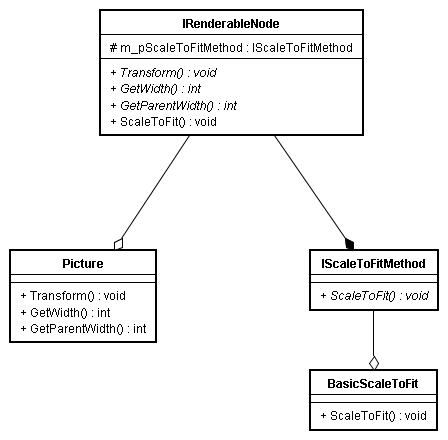 IRenderableNode
# m_pScaleToFitMethod : IScaleToFitMethod
+ Transform() : void
+ GetWidth() : int
+ GetParentWidth() : int
+ ScaleToFit() : void
Picture
+ Transform() : void
+ GetWidth() : int
+ GetParentWidth() : int
IScaleToFitMethod
+ ScaleToFit() : void
BasicScaleToFit
+ ScaleToFit() : void